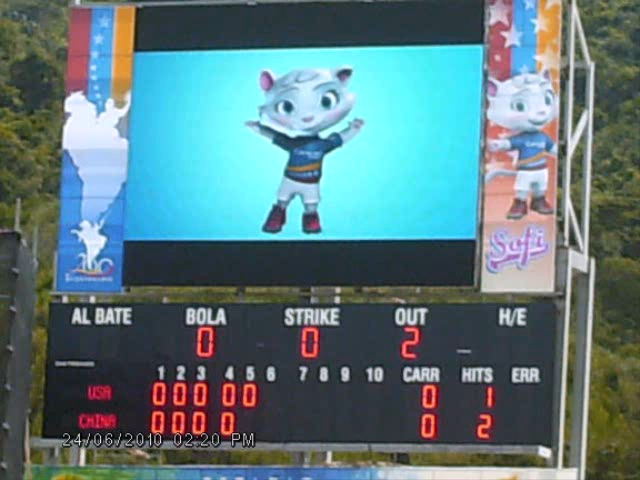 Sofi
AL BATE BOLA STRIKE OUT H/E
0 0 2
1 2 3 4 5 6 7 8 9 10 CARR HITS ERR
USA 0 0 0 0 0 0 1
CHINA 0 0 0 0 0 2
24/06/2010 02:20 PM